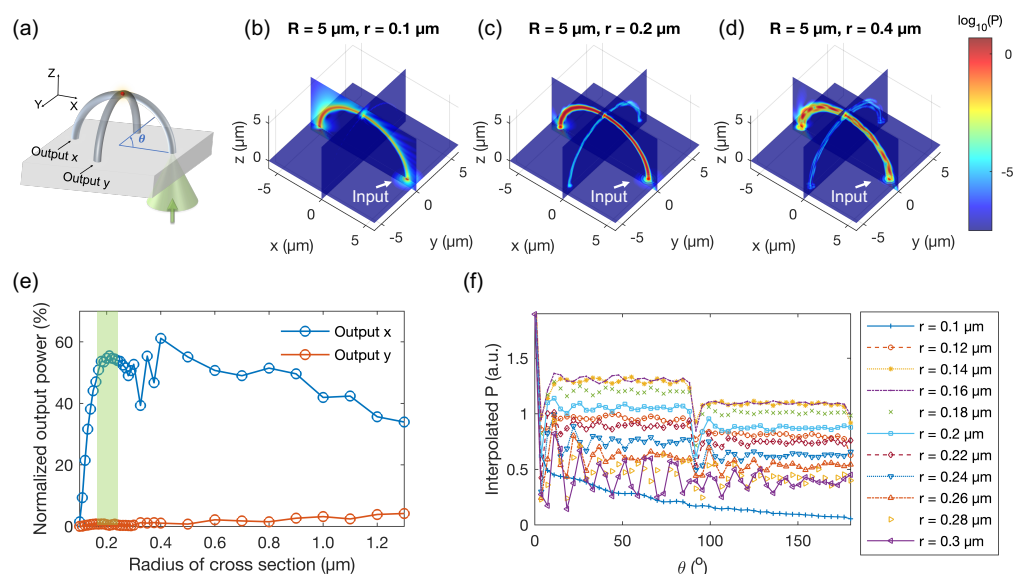 (a)
Z
Y
X
θ
Output x
Output y
(b)
R = 5 µm, r = 0.1 µm
z (µm)
5
0
-5
0
5
x (µm)
5
0
-5
y (µm)
Input
(c)
R = 5 µm, r = 0.2 µm
z (µm)
5
0
-5
0
5
x (µm)
5
0
-5
y (µm)
Input
(d)
R = 5 µm, r = 0.4 µm
z (µm)
5
0
-5
0
5
x (µm)
5
0
-5
y (µm)
Input
log10(P)
0
-5
(e)
Normalized output power (%)
60
40
20
0
0.2 0.4 0.6 0.8 1.0 1.2
Radius of cross section (µm)
Output x
Output y
(f)
Interpolated P (a.u.)
1.5
1
0.5
0
0 50 100 150
θ (o)
r = 0.1 µm
r = 0.12 µm
r = 0.14 µm
r = 0.16 µm
r = 0.18 µm
r = 0.2 µm
r = 0.22 µm
r = 0.24 µm
r = 0.26 µm
r = 0.28 µm
r = 0.3 µm